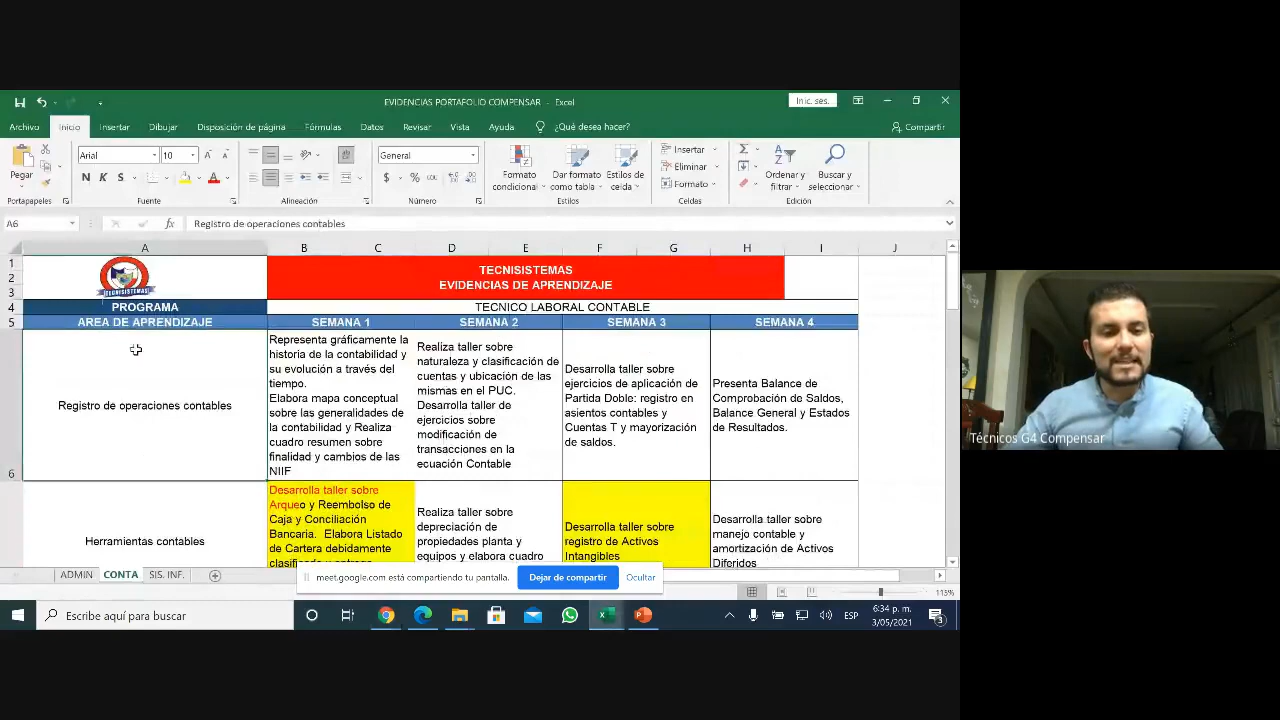 EVIDENCIAS PORTAFOLIO COMPENSAR - Excel
Inic. ses.
Archivo Inicio Insertar Dibujar Disposición de página Fórmulas Datos Revisar Vista Ayuda ¿Qué desea hacer? Compartir
Pegar
Arial 10
N K S
General
$ % 000
Formato condicional
Dar formato como tabla
Estilos de celda
Insertar
Eliminar
Formato
Ordenar y filtrar
Buscar y seleccionar
Portapapeles Fuente Alineación Número Estilos Celdas Edición
A6 fx Registro de operaciones contables
A B C D E F G H I J
1
2
3
4
5
6
TECNISISTEMAS
TECNISISTEMAS
EVIDENCIAS DE APRENDIZAJE
PROGRAMA TECNICO LABORAL CONTABLE
AREA DE APRENDIZAJE SEMANA 1 SEMANA 2 SEMANA 3 SEMANA 4
Registro de operaciones contables
Representa gráficamente la
historia de la contabilidad y
su evolución a través del
tiempo.
Elabora mapa conceptual
sobre las generalidades de
la contabilidad y Realiza
cuadro resumen sobre
finalidad y cambios de las
NIIF
Realiza taller sobre
naturaleza y clasificación de
cuentas y ubicación de las
mismas en el PUC.
Desarrolla taller de
ejercicios sobre
modificación de
transacciones en la
ecuación Contable
Desarrolla taller sobre
ejercicios de aplicación de
Partida Doble: registro en
asientos contables y
Cuentas T y mayorización
de saldos.
Presenta Balance de
Comprobación de Saldos,
Balance General y Estados
de Resultados.
Herramientas contables
Desarrolla taller sobre
Arqueo y Reembolso de
Caja y Conciliación
Bancaria. Elabora Listado
de Cartera debidamente
Realiza taller sobre
depreciación de
propiedades planta y
equipos y elabora cuadro
Desarrolla taller sobre
registro de Activos
Intangibles
Desarrolla taller sobre
manejo contable y
amortización de Activos
Diferidos
ADMIN CONTA SIS. INF.
meet.google.com está compartiendo tu pantalla. Dejar de compartir Ocultar
113%
Escribe aquí para buscar
ESP
6:34 p. m.
3/05/2021
3
Técnicos G4 Compensar